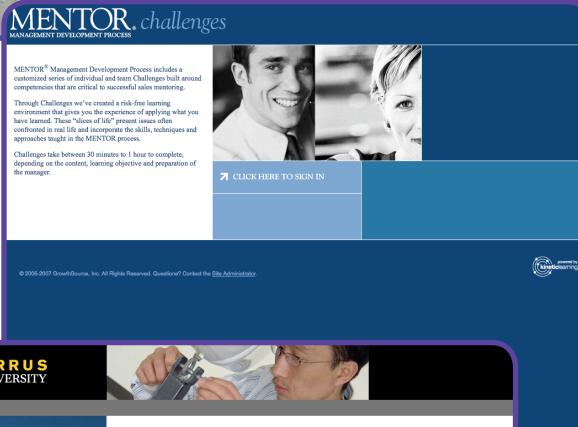 MENTOR® challenges
MANAGEMENT DEVELOPMENT PROCESS
MENTOR® Management Development Process includes a
customized series of individual and team Challenges built around
competencies that are critical to successful sales mentoring.
Through Challenges we've created a risk-free learning
environment that gives you the experience of applying what you
have learned. These “slices of life” present issues often
confronted in real life and incorporate the skills, techniques and
approaches taught in the MENTOR process.
Challenges take between 30 minutes to 1 hour to complete,
depending on the content, learning objective and preparation of
the manager.
CLICK HERE TO SIGN IN
© 2005-2007 GrowthSource, Inc. All Rights Reserved. Questions? Contact the Site Administrator.
powered by
kineticlearning
RRUS
VERSITY